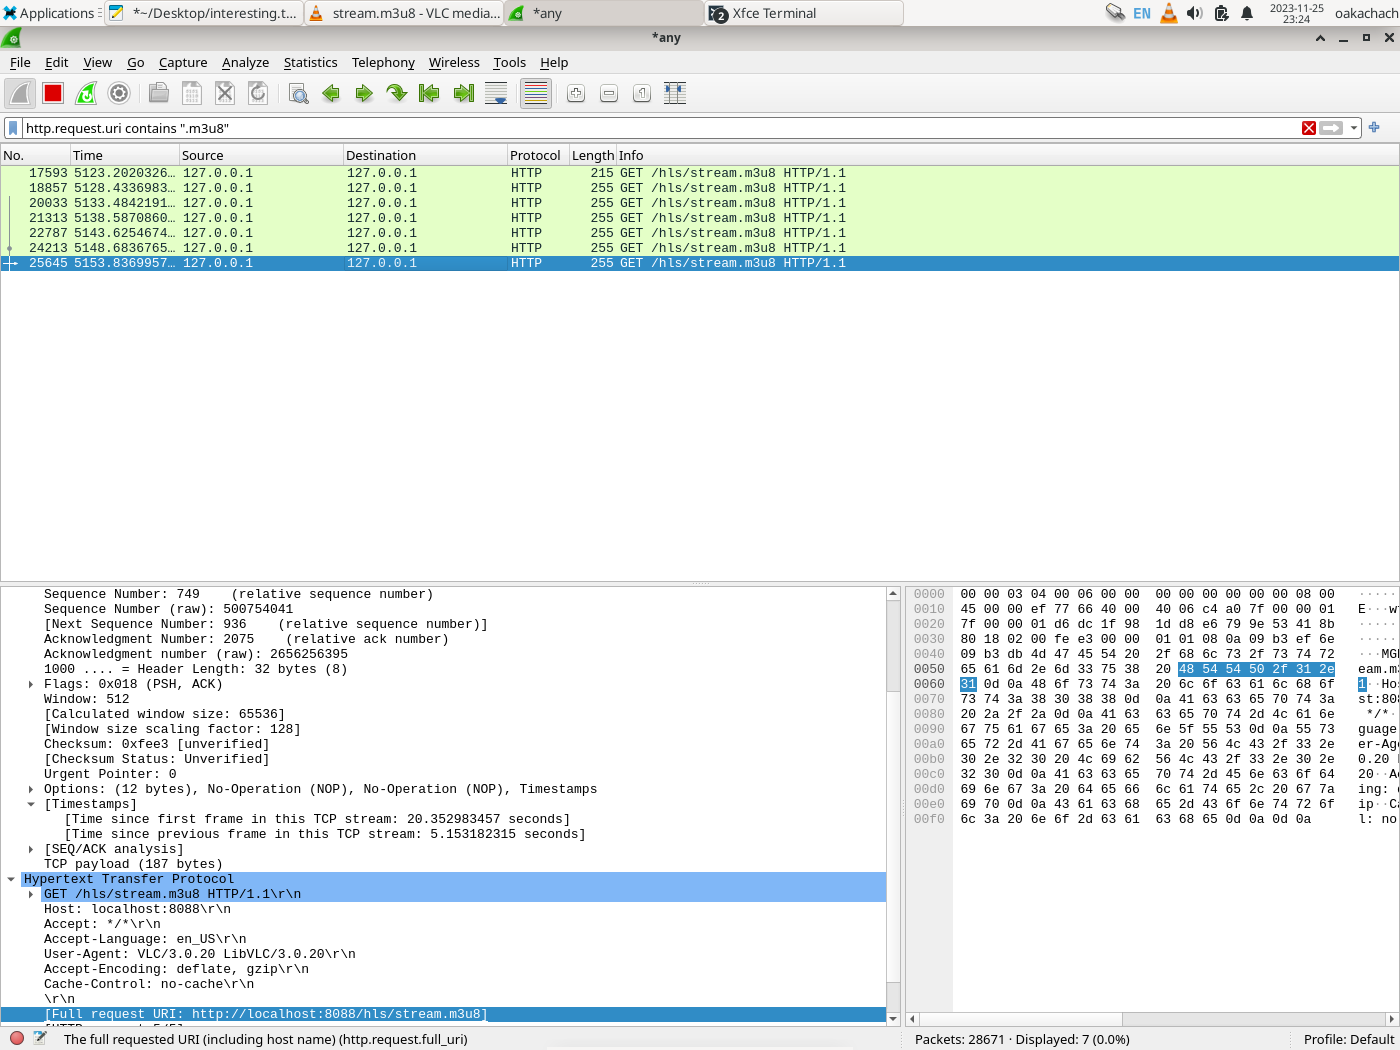 Applications
*~/Desktop/interesting.t...
stream.m3u8 - VLC media...
*any
2
Xfce Terminal
EN
2023-11-25
23:24
oakachach
*any
File Edit View Go Capture Analyze Statistics Telephony Wireless Tools Help
http.request.uri contains ".m3u8"
No. Time Source Destination Protocol Length Info
17593 5123.2020326… 127.0.0.1 127.0.0.1 HTTP 215 GET /hls/stream.m3u8 HTTP/1.1
18857 5128.4336983… 127.0.0.1 127.0.0.1 HTTP 255 GET /hls/stream.m3u8 HTTP/1.1
20033 5133.4842191… 127.0.0.1 127.0.0.1 HTTP 255 GET /hls/stream.m3u8 HTTP/1.1
21313 5138.5870860… 127.0.0.1 127.0.0.1 HTTP 255 GET /hls/stream.m3u8 HTTP/1.1
22787 5143.6254674… 127.0.0.1 127.0.0.1 HTTP 255 GET /hls/stream.m3u8 HTTP/1.1
24213 5148.6836765… 127.0.0.1 127.0.0.1 HTTP 255 GET /hls/stream.m3u8 HTTP/1.1
25645 5153.8369957… 127.0.0.1 127.0.0.1 HTTP 255 GET /hls/stream.m3u8 HTTP/1.1
Sequence Number: 749    (relative sequence number)
Sequence Number (raw): 500754041
[Next Sequence Number: 936    (relative sequence number)]
Acknowledgment Number: 2075    (relative ack number)
Acknowledgment number (raw): 2656256395
1000 .... = Header Length: 32 bytes (8)
Flags: 0x018 (PSH, ACK)
Window: 512
[Calculated window size: 65536]
[Window size scaling factor: 128]
Checksum: 0xfee3 [unverified]
[Checksum Status: Unverified]
Urgent Pointer: 0
Options: (12 bytes), No-Operation (NOP), No-Operation (NOP), Timestamps
[Timestamps]
[Time since first frame in this TCP stream: 20.352983457 seconds]
[Time since previous frame in this TCP stream: 5.153182315 seconds]
[SEQ/ACK analysis]
TCP payload (187 bytes)
Hypertext Transfer Protocol
GET /hls/stream.m3u8 HTTP/1.1\r\n
Host: localhost:8088\r\n
Accept: */*\r\n
Accept-Language: en_US\r\n
User-Agent: VLC/3.0.20 LibVLC/3.0.20\r\n
Accept-Encoding: deflate, gzip\r\n
Cache-Control: no-cache\r\n
\r\n
[Full request URI: http://localhost:8088/hls/stream.m3u8]
0000 00 00 03 04 00 06 00 00 00 00 00 00 00 00 08 00 ·····
0010 45 00 00 ef 77 66 40 00 40 06 c4 a0 7f 00 00 01 E···w
0020 7f 00 00 01 d6 dc 1f 98 1d d8 e6 79 9e 53 41 8b ·····
0030 80 18 02 00 fe e3 00 00 01 01 08 0a 09 b3 ef 6e ·····
0040 09 b3 db 4d 47 45 54 20 2f 68 6c 73 2f 73 74 72 ···MG
0050 65 61 6d 2e 6d 33 75 38 20 48 54 54 50 2f 31 2e eam.m
0060 31 0d 0a 48 6f 73 74 3a 20 6c 6f 63 61 6c 68 6f 1··Ho
0070 73 74 3a 38 30 38 38 0d 0a 41 63 63 65 70 74 3a st:80
0080 20 2a 2f 2a 0d 0a 41 63 63 65 70 74 2d 4c 61 6e */*·
0090 67 75 61 67 65 3a 20 65 6e 5f 55 53 0d 0a 55 73 guage
00a0 65 72 2d 41 67 65 6e 74 3a 20 56 4c 43 2f 33 2e er-Ag
00b0 30 2e 32 30 20 4c 69 62 56 4c 43 2f 33 2e 30 2e 0.20
00c0 32 30 0d 0a 41 63 63 65 70 74 2d 45 6e 63 6f 64 20··A
00d0 69 6e 67 3a 20 64 65 66 6c 61 74 65 2c 20 67 7a ing:
00e0 69 70 0d 0a 43 61 63 68 65 2d 43 6f 6e 74 72 6f ip··C
00f0 6c 3a 20 6e 6f 2d 63 61 63 68 65 0d 0a 0d 0a l: no
The full requested URI (including host name) (http.request.full_uri)
Packets: 28671 · Displayed: 7 (0.0%)
Profile: Default